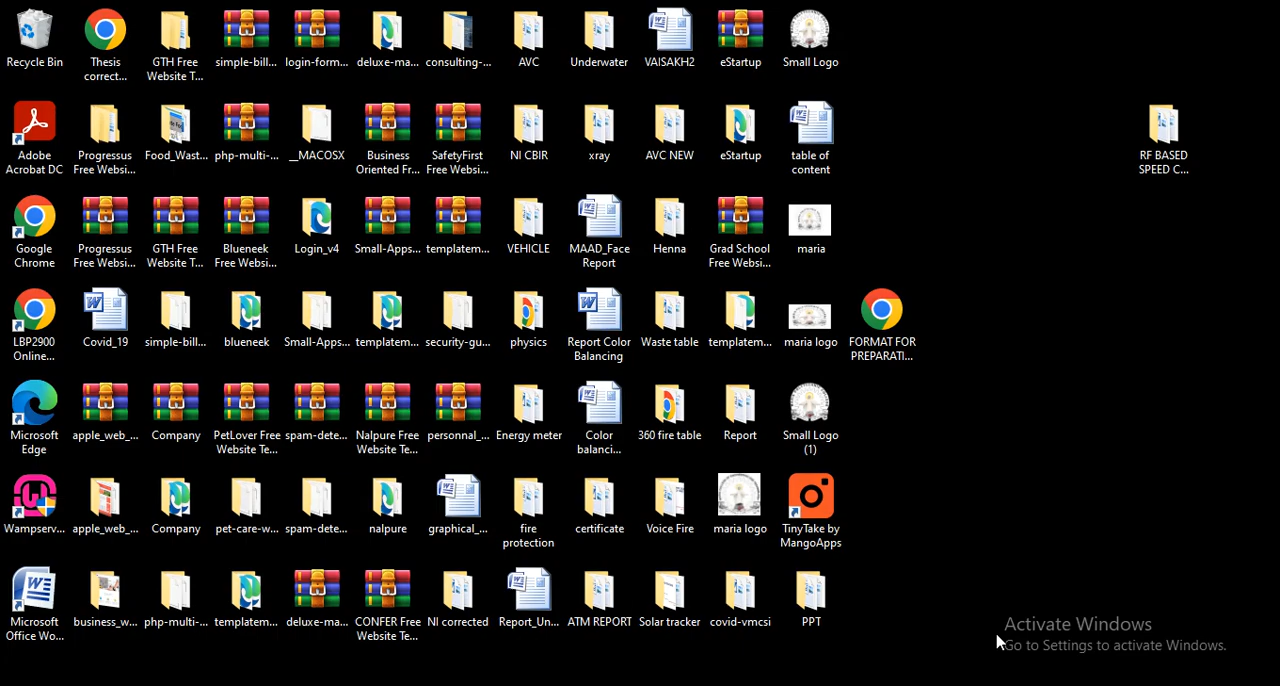 Recycle Bin
Thesis
correct...
GTH Free
Website T...
simple-bill...
login-form...
deluxe-ma...
consulting-...
AVC
Underwater
VAISAKH2
eStartup
Small Logo
Adobe
Acrobat DC
Progressus
Free Websi...
Food_Wast...
php-multi-...
__MACOSX
Business
Oriented Fr...
SafetyFirst
Free Websi...
NI CBIR
xray
AVC NEW
eStartup
table of
content
RF BASED
SPEED C...
Google
Chrome
Progressus
Free Websi...
GTH Free
Website T...
Blueneek
Free Websi...
Login_v4
Small-Apps...
templatem...
VEHICLE
MAAD_Face
Report
Henna
Grad School
Free Websi...
maria
LBP2900
Online...
Covid_19
simple-bill...
blueneek
Small-Apps...
templatem...
security-gu...
physics
Report Color
Balancing
Waste table
templatem...
maria logo
FORMAT FOR
PREPARATI...
Microsoft
Edge
apple_web_...
Company
PetLover Free
Website Te...
spam-dete...
Nalpure Free
Website Te...
personnal_...
Energy meter
Color
balanci...
360 fire table
Report
Small Logo
(1)
Wampserv...
apple_web_...
Company
pet-care-w...
spam-dete...
nalpure
graphical_...
fire
protection
certificate
Voice Fire
maria logo
TinyTake by
MangoApps
Microsoft
Office Wo...
business_w...
php-multi-...
templatem...
deluxe-ma...
CONFER Free
Website Te...
NI corrected
Report_Un...
ATM REPORT
Solar tracker
covid-vmcsi
PPT
Activate Windows
Go to Settings to activate Windows.